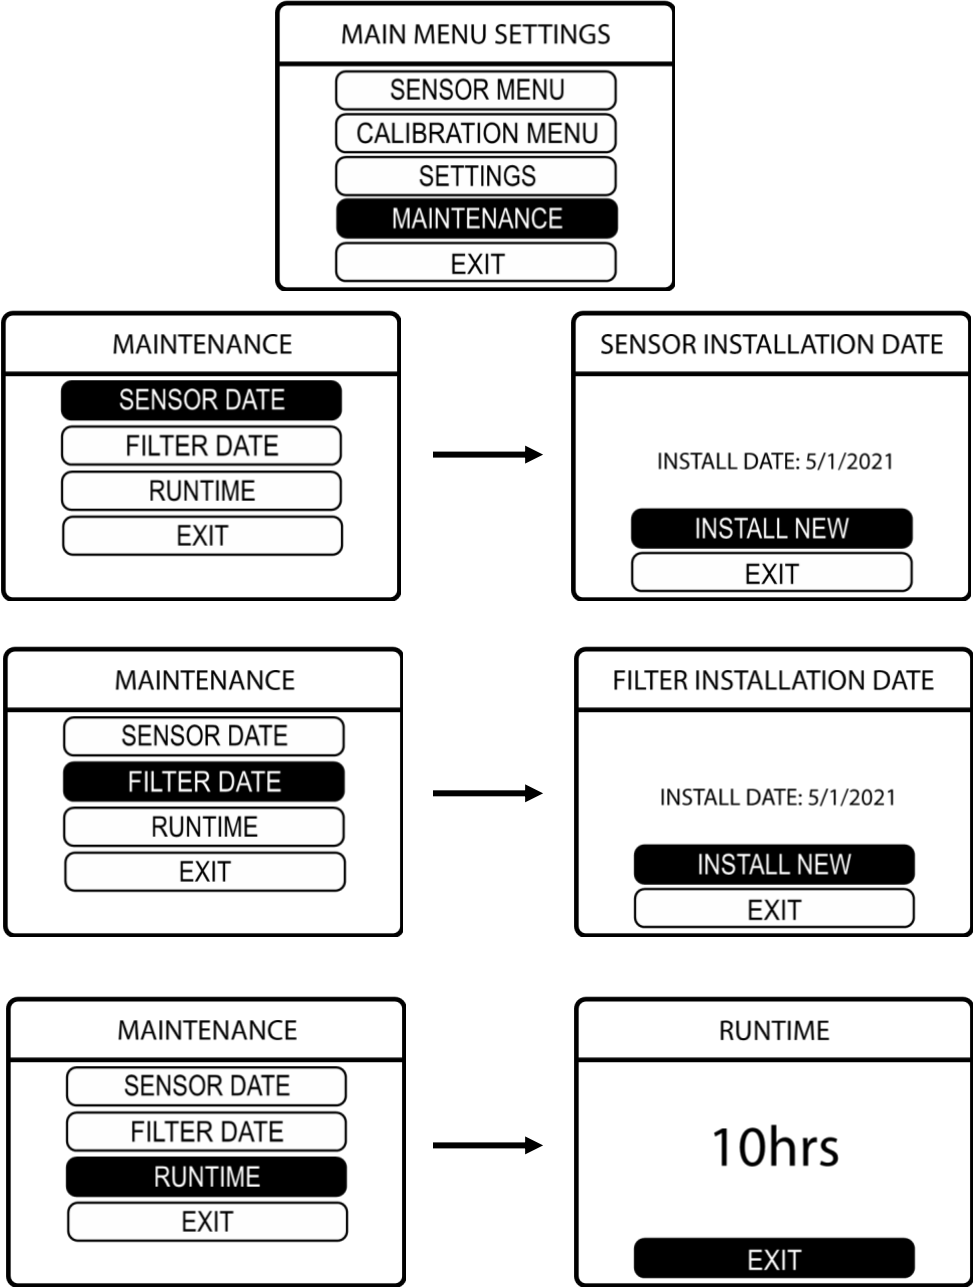 MAIN MENU SETTINGS
SENSOR MENU
CALIBRATION MENU
SETTINGS
MAINTENANCE
EXIT
MAINTENANCE
SENSOR DATE
FILTER DATE
RUNTIME
EXIT
SENSOR INSTALLATION DATE
INSTALL DATE: 5/1/2021
INSTALL NEW
EXIT
MAINTENANCE
SENSOR DATE
FILTER DATE
RUNTIME
EXIT
FILTER INSTALLATION DATE
INSTALL DATE: 5/1/2021
INSTALL NEW
EXIT
MAINTENANCE
SENSOR DATE
FILTER DATE
RUNTIME
EXIT
RUNTIME
10hrs
EXIT